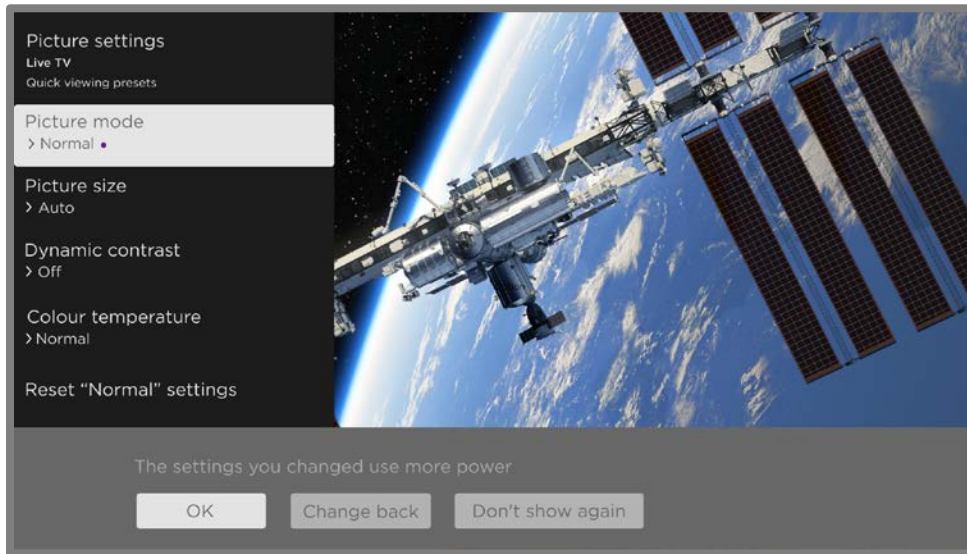 Picture settings
Live TV
Quick viewing presets
Picture mode
> Normal •
Picture size
> Auto
Dynamic contrast
> Off
Colour temperature
> Normal
Reset “Normal” settings
The settings you changed use more power
OK
Change back
Don't show again